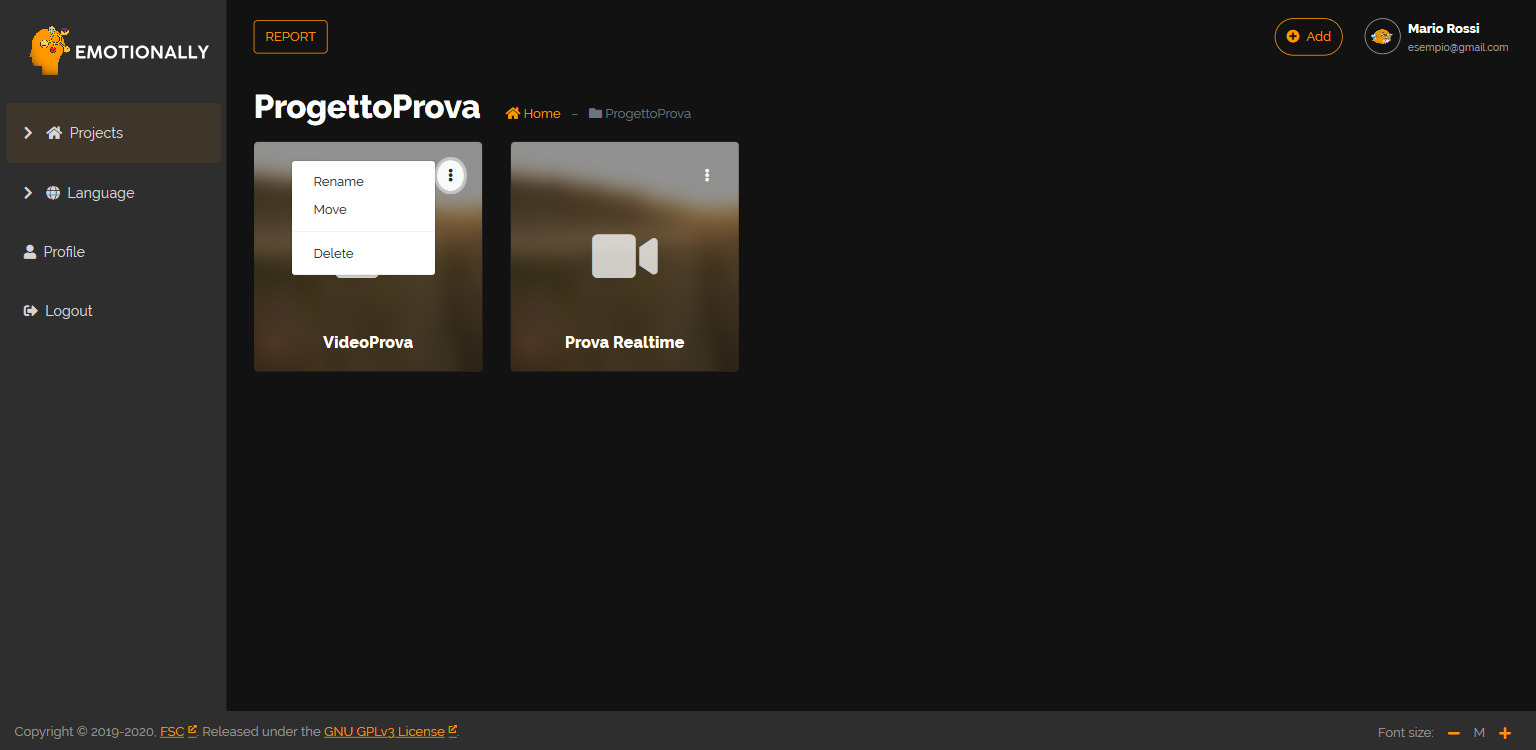 EMOTIONALLY
REPORT
Add
Mario Rossi
esempio@gmail.com
Projects
Language
Profile
Logout
ProgettoProva
Home – ProgettoProva
Rename
Move
Delete
VideoProva
Prova Realtime
Copyright © 2019-2020, FSC. Released under the GNU GPLv3 License.
Font size: M